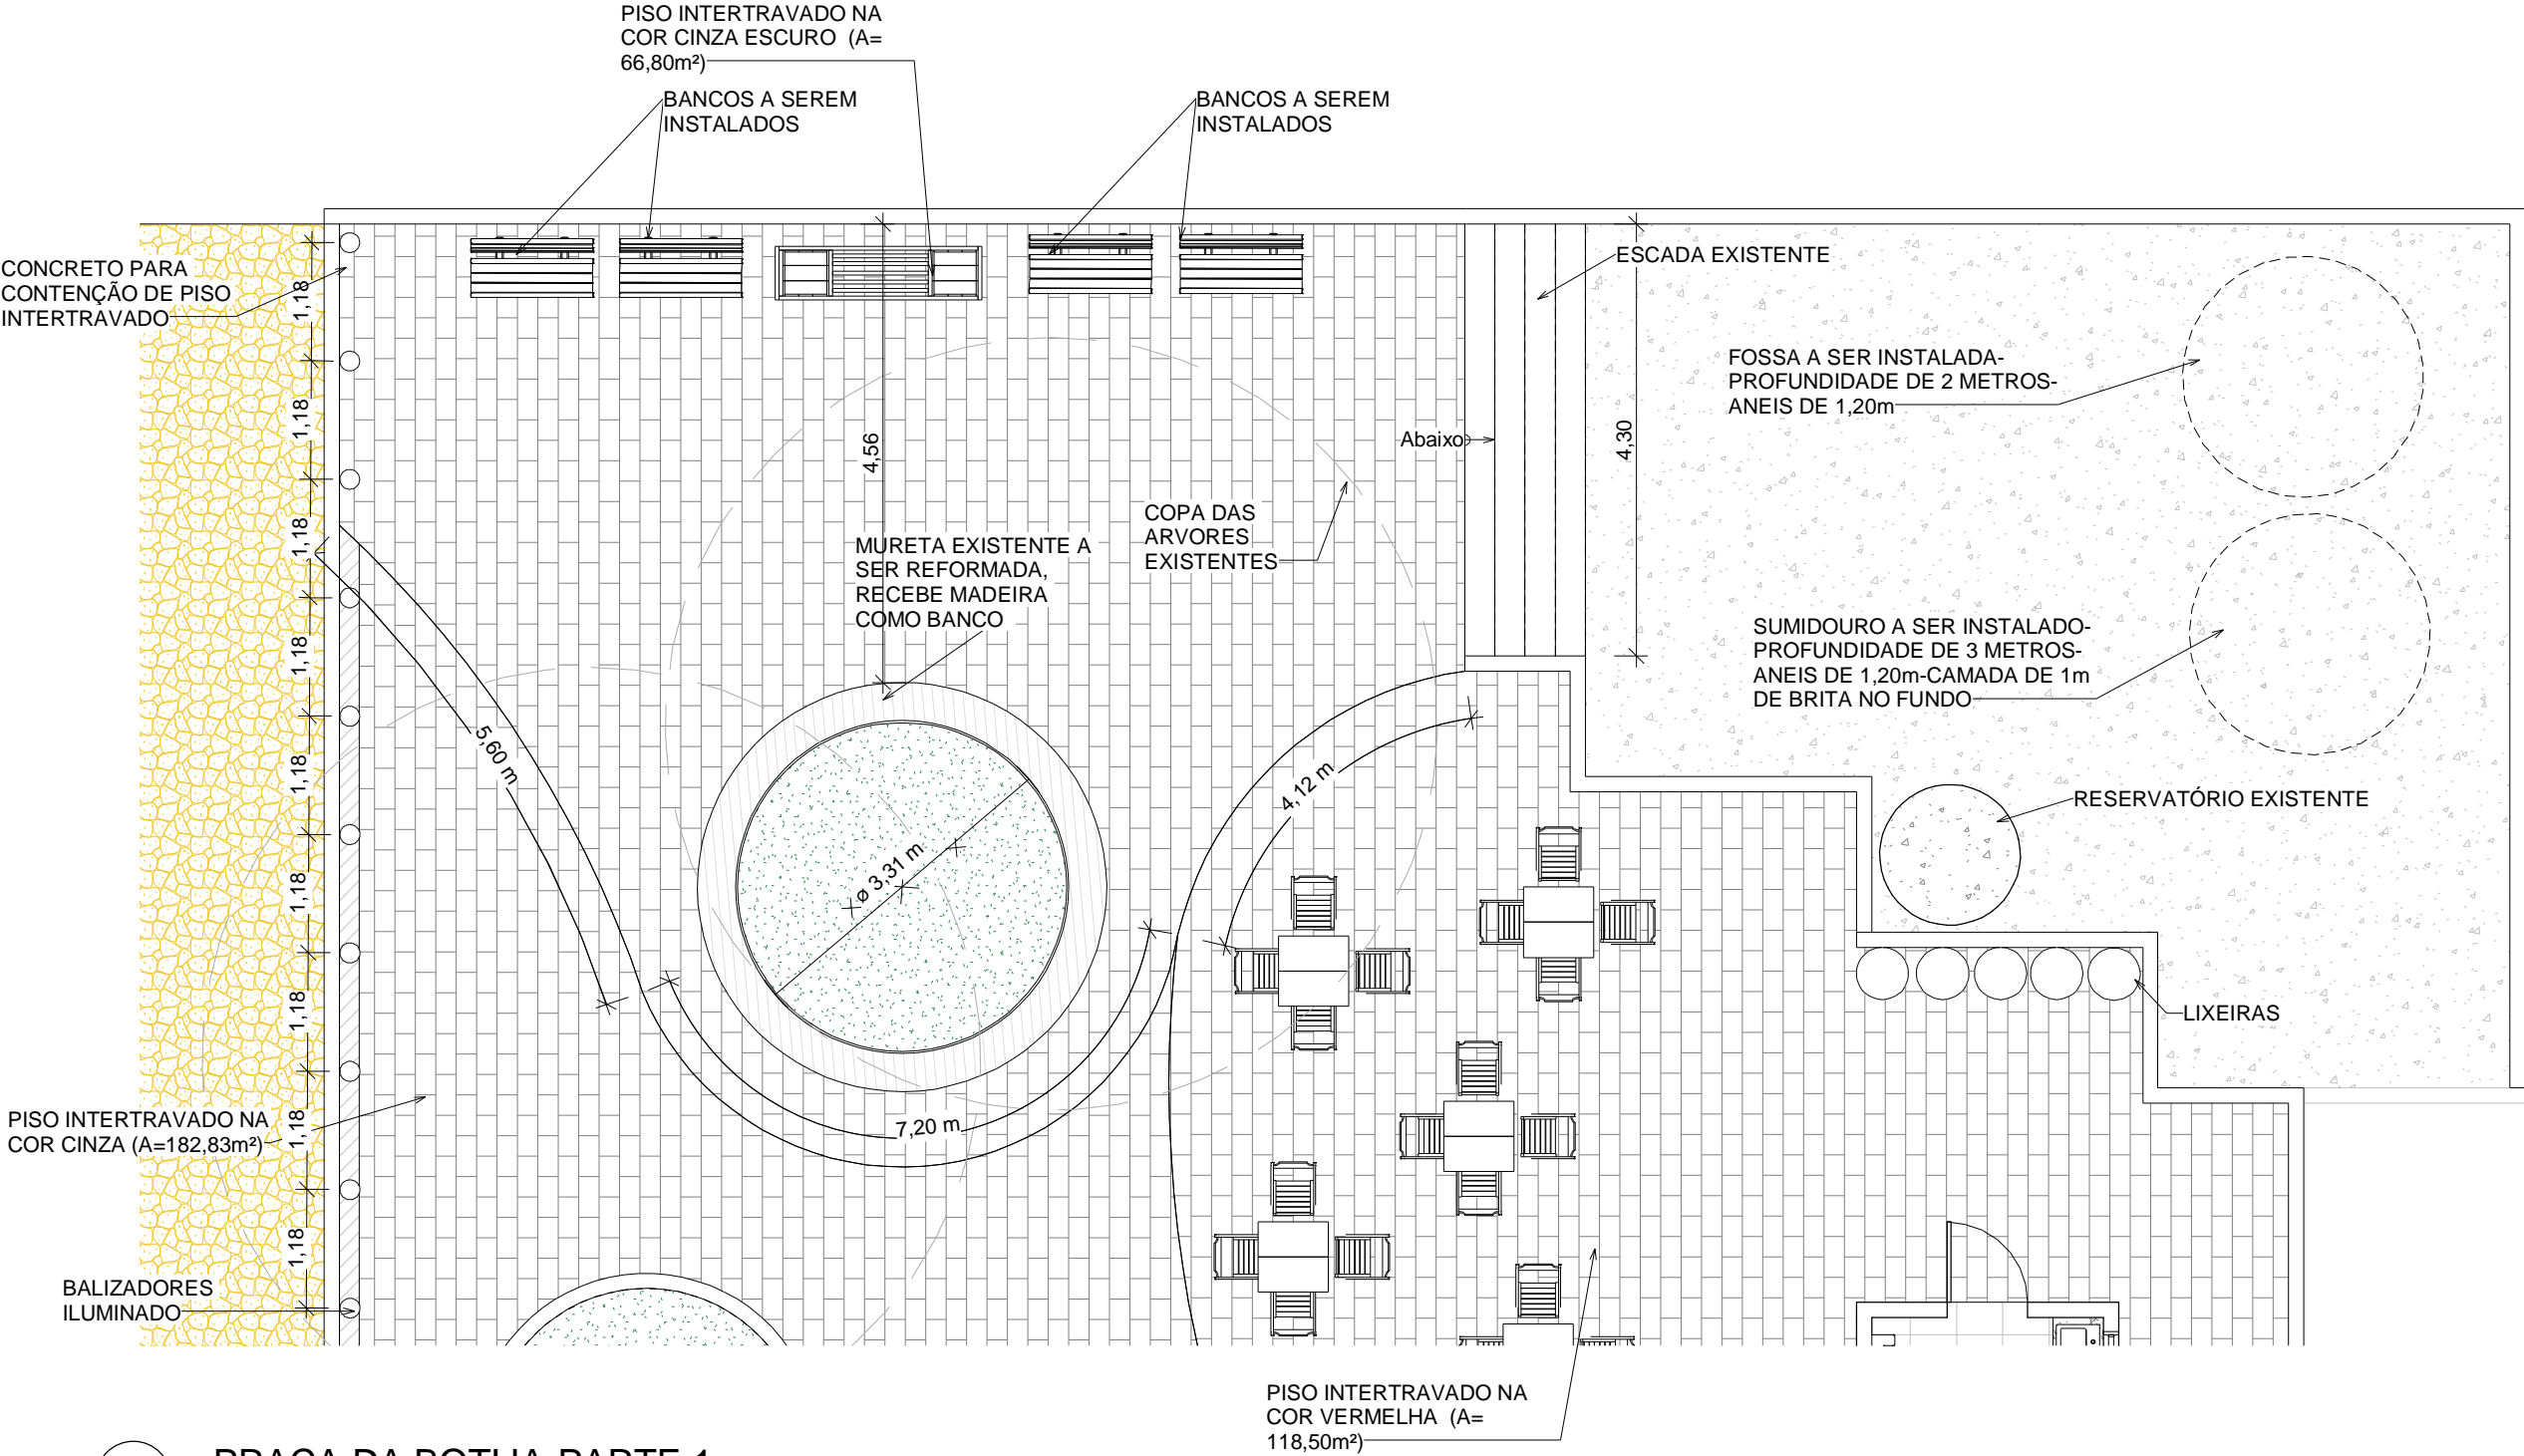 PISO INTERTRAVADO NA
COR CINZA ESCURO (A=
66,80m²)
BANCOS A SEREM
INSTALADOS
BANCOS A SEREM
INSTALADOS
CONCRETO PARA
CONTENÇÃO DE PISO
INTERTRAVADO
ESCADA EXISTENTE
FOSSA A SER INSTALADA-
PROFUNDIDADE DE 2 METROS-
ANEIS DE 1,20m
Abaixo
4,56
4,30
COPA DAS
ARVORES
EXISTENTES
MURETA EXISTENTE A
SER REFORMADA,
RECEBE MADEIRA
COMO BANCO
SUMIDOURO A SER INSTALADO-
PROFUNDIDADE DE 3 METROS-
ANEIS DE 1,20m-CAMADA DE 1m
DE BRITA NO FUNDO
1,18
1,18
1,18
1,18
1,18
1,18
1,18
1,18
1,18
5,60 m
4,12 m
ø 3,31 m
7,20 m
RESERVATÓRIO EXISTENTE
LIXEIRAS
PISO INTERTRAVADO NA
COR CINZA (A=182,83m²)
BALIZADORES
ILUMINADO
PISO INTERTRAVADO NA
COR VERMELHA (A=
118,50m²)